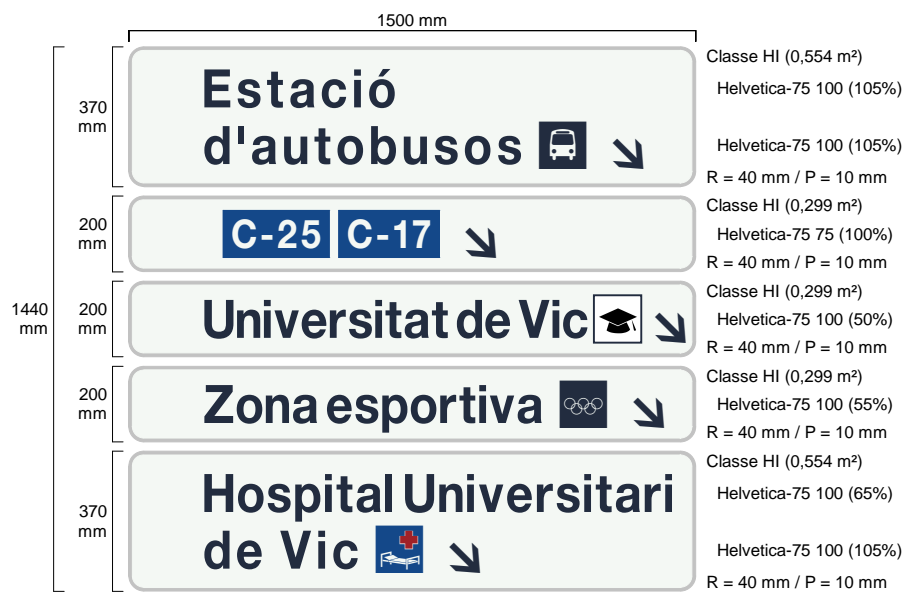 1500 mm
1440 mm
370 mm
Estació
d'autobusos
Classe HI (0,554 m²)
Helvetica-75 100 (105%)
Helvetica-75 100 (105%)
R = 40 mm / P = 10 mm
200 mm
C-25 C-17
Classe HI (0,299 m²)
Helvetica-75 75 (100%)
R = 40 mm / P = 10 mm
200 mm
Universitat de Vic
Classe HI (0,299 m²)
Helvetica-75 100 (50%)
R = 40 mm / P = 10 mm
200 mm
Zona esportiva
Classe HI (0,299 m²)
Helvetica-75 100 (55%)
R = 40 mm / P = 10 mm
370 mm
Hospital Universitari
de Vic
Classe HI (0,554 m²)
Helvetica-75 100 (65%)
Helvetica-75 100 (105%)
R = 40 mm / P = 10 mm